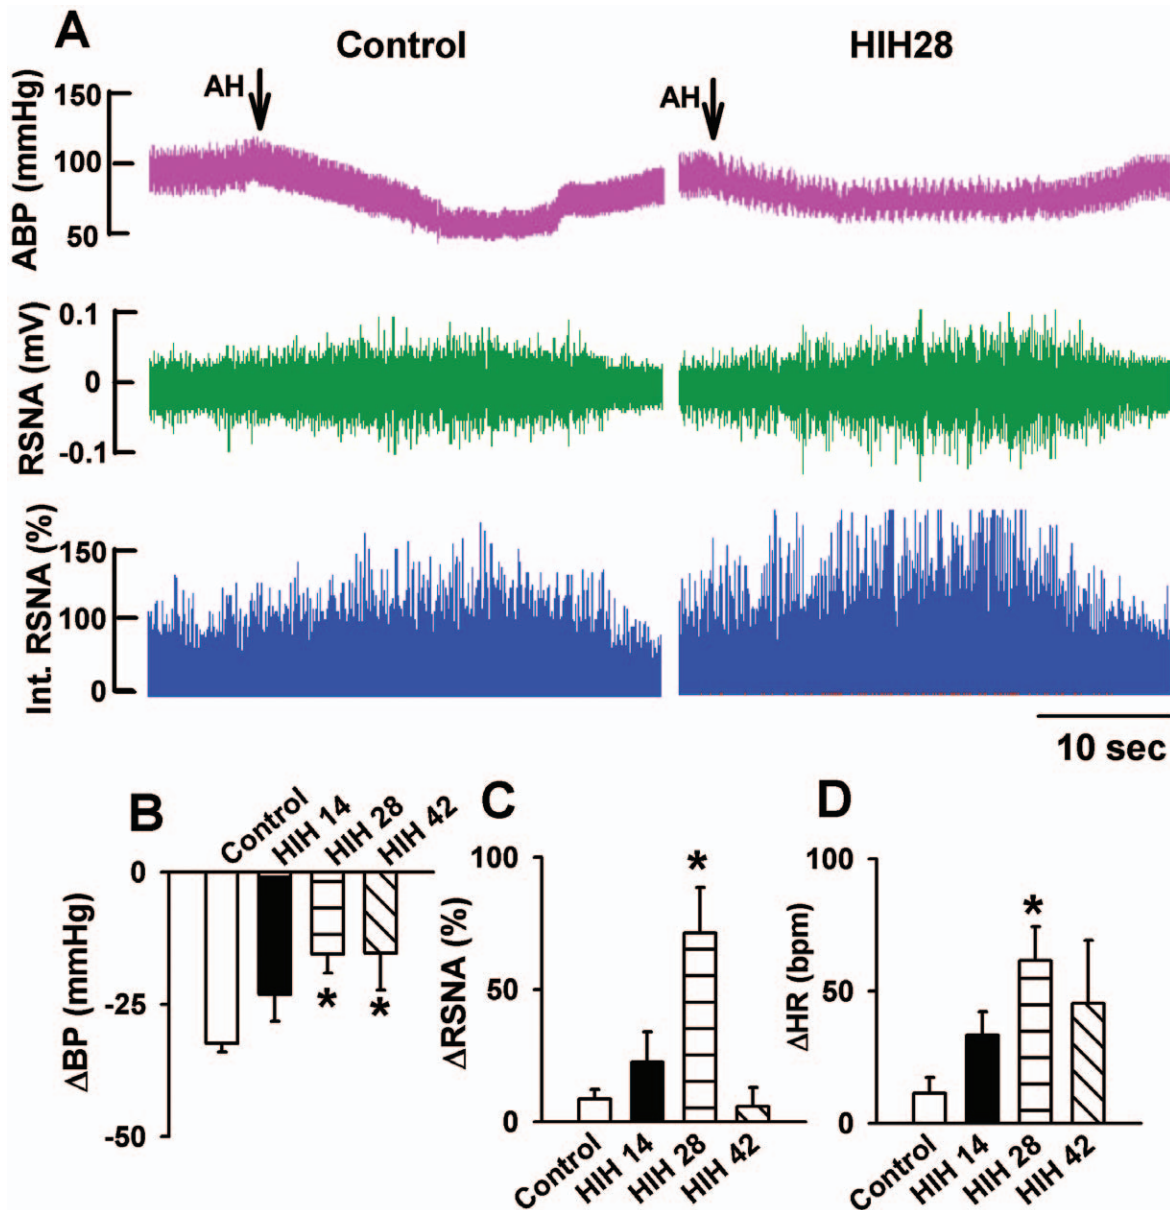 A
Control
HIH28
AH
AH
ABP (mmHg)
150
100
50
RSNA (mV)
0.1
0
-0.1
Int. RSNA (%)
150
100
0
10 sec
B
Control
HIH 14
HIH 28
HIH 42
ΔBP (mmHg)
0
-25
-50
*
*
C
ΔRSNA (%)
100
50
0
*
Control
HIH 14
HIH 28
HIH 42
D
ΔHR (bpm)
100
50
0
*
Control
HIH 14
HIH 28
HIH 42